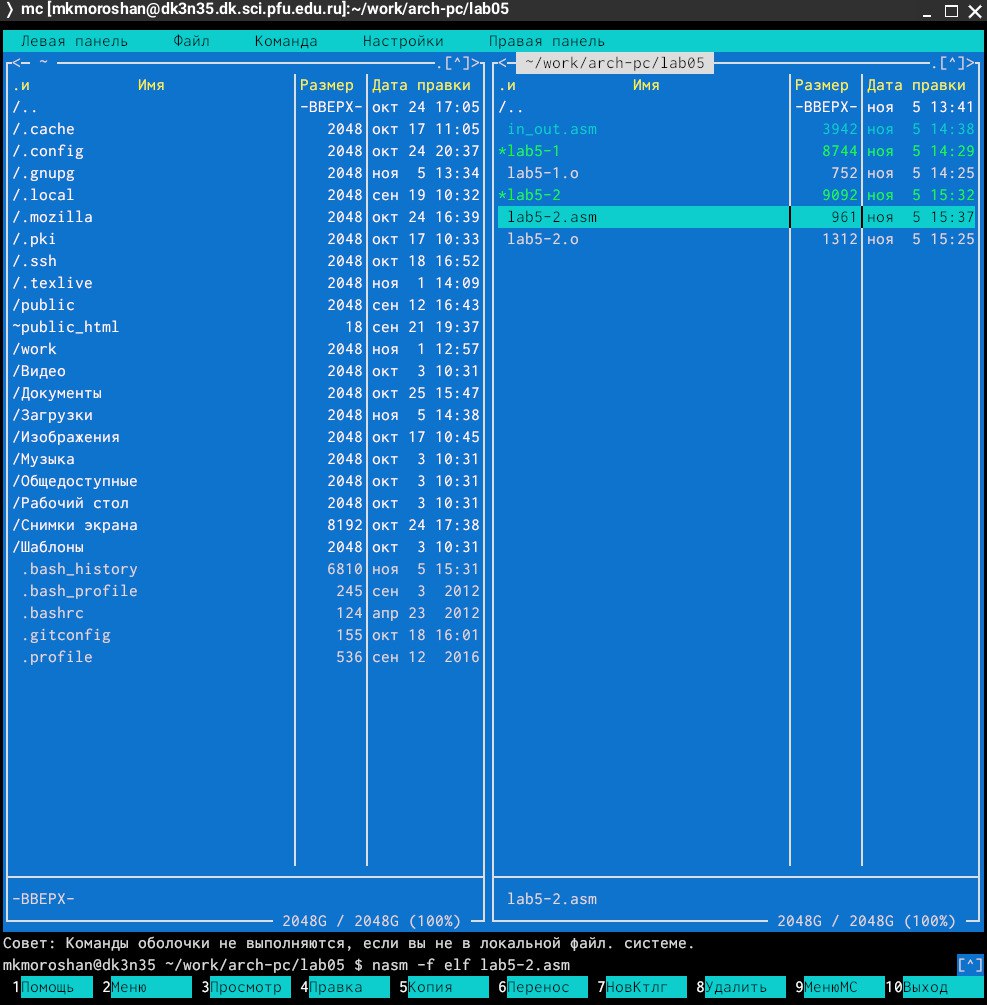 ❭ mc [mkmoroshan@dk3n35.dk.sci.pfu.edu.ru]:~/work/arch-pc/lab05
Левая панель Файл Команда Настройки Правая панель
<— ~ .[^]>
.и Имя Размер Дата правки
/.. -ВВЕРХ- окт 24 17:05
/.cache 2048 окт 17 11:05
/.config 2048 окт 24 20:37
/.gnupg 2048 ноя 5 13:34
/.local 2048 сен 19 10:32
/.mozilla 2048 окт 24 16:39
/.pki 2048 окт 17 10:33
/.ssh 2048 окт 18 16:52
/.texlive 2048 ноя 1 14:09
/public 2048 сен 12 16:43
~public_html 18 сен 21 19:37
/work 2048 ноя 1 12:57
/Видео 2048 окт 3 10:31
/Документы 2048 окт 25 15:47
/Загрузки 2048 ноя 5 14:38
/Изображения 2048 окт 17 10:45
/Музыка 2048 окт 3 10:31
/Общедоступные 2048 окт 3 10:31
/Рабочий стол 2048 окт 3 10:31
/Снимки экрана 8192 окт 24 17:38
/Шаблоны 2048 окт 3 10:31
.bash_history 6810 ноя 5 15:31
.bash_profile 245 сен 3 2012
.bashrc 124 апр 23 2012
.gitconfig 155 окт 18 16:01
.profile 536 сен 12 2016
-ВВЕРХ-
2048G / 2048G (100%)
<— ~/work/arch-pc/lab05 .[^]>
.и Имя Размер Дата правки
/.. -ВВЕРХ- ноя 5 13:41
in_out.asm 3942 ноя 5 14:38
*lab5-1 8744 ноя 5 14:29
lab5-1.o 752 ноя 5 14:25
*lab5-2 9092 ноя 5 15:32
lab5-2.asm 961 ноя 5 15:37
lab5-2.o 1312 ноя 5 15:25
lab5-2.asm
2048G / 2048G (100%)
Совет: Команды оболочки не выполняются, если вы не в локальной файл. системе.
mkmoroshan@dk3n35 ~/work/arch-pc/lab05 $ nasm -f elf lab5-2.asm [^]
1Помощь 2Меню 3Просмотр 4Правка 5Копия 6Перенос 7НовКтлг 8Удалить 9МенюMC 10Выход